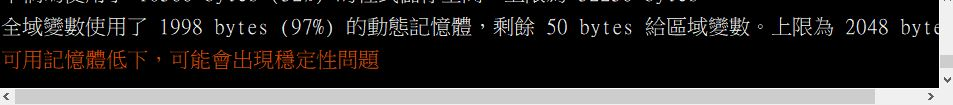 全域變數使用了 1998 bytes (97%) 的動態記憶體，剩餘 50 bytes 給區域變數。上限為 2048 byte
可用記憶體低下，可能會出現穩定性問題